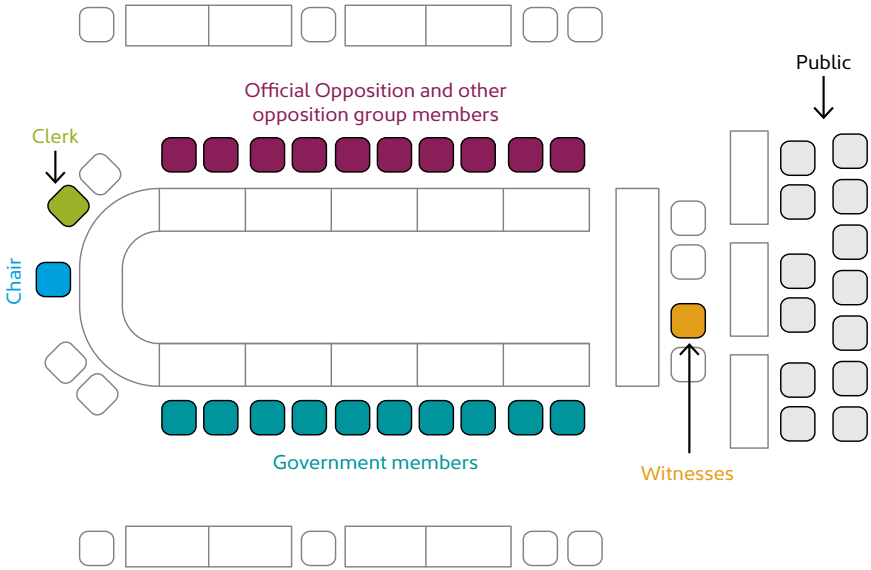 Public
Official Opposition and other
opposition group members
Clerk
Chair
Government members
Witnesses